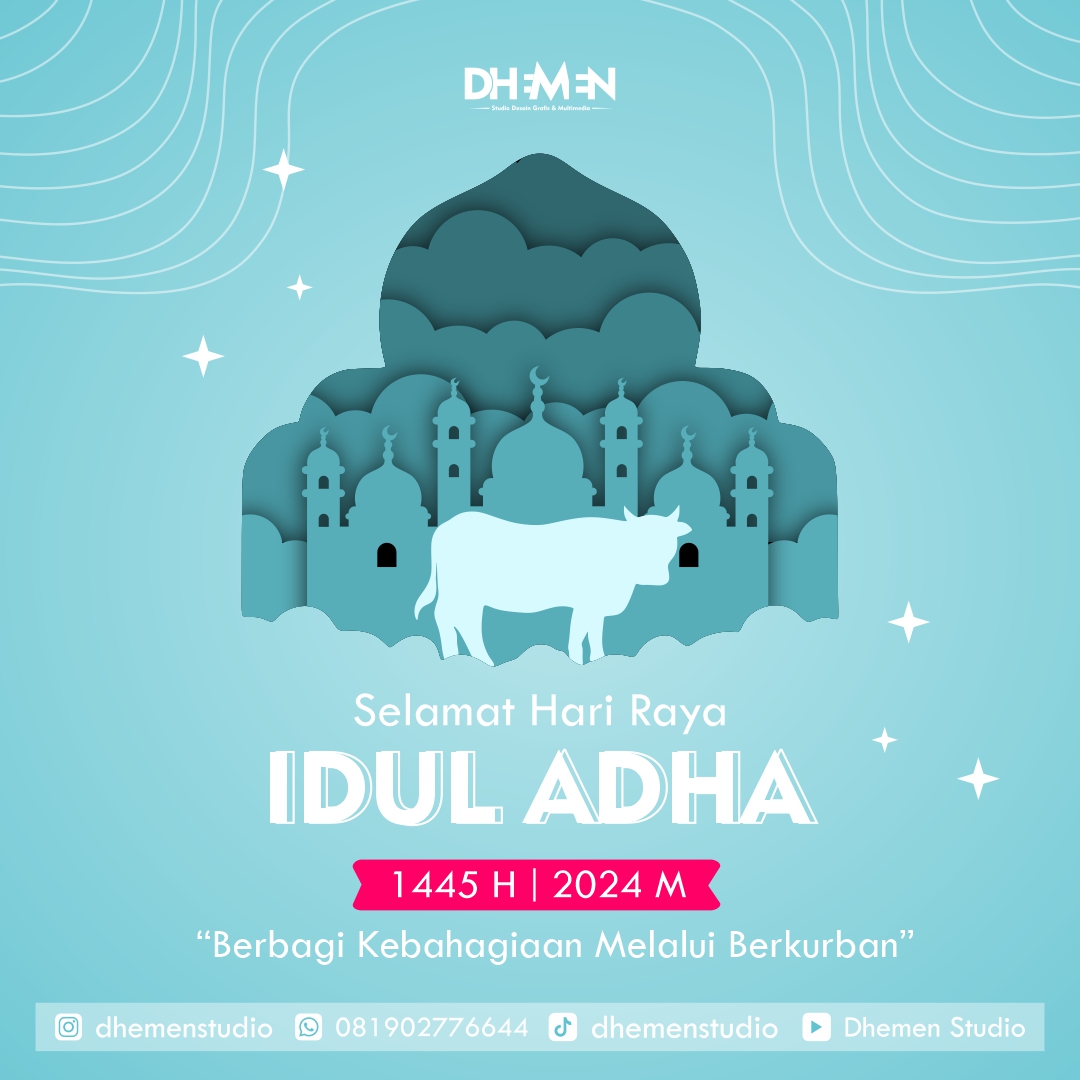 DHEMEN
Studio Desain Grafis & Multimedia
Selamat Hari Raya
IDUL ADHA
1445 H | 2024 M
“Berbagi Kebahagiaan Melalui Berkurban”
dhemenstudio 081902776644 dhemenstudio Dhemen Studio